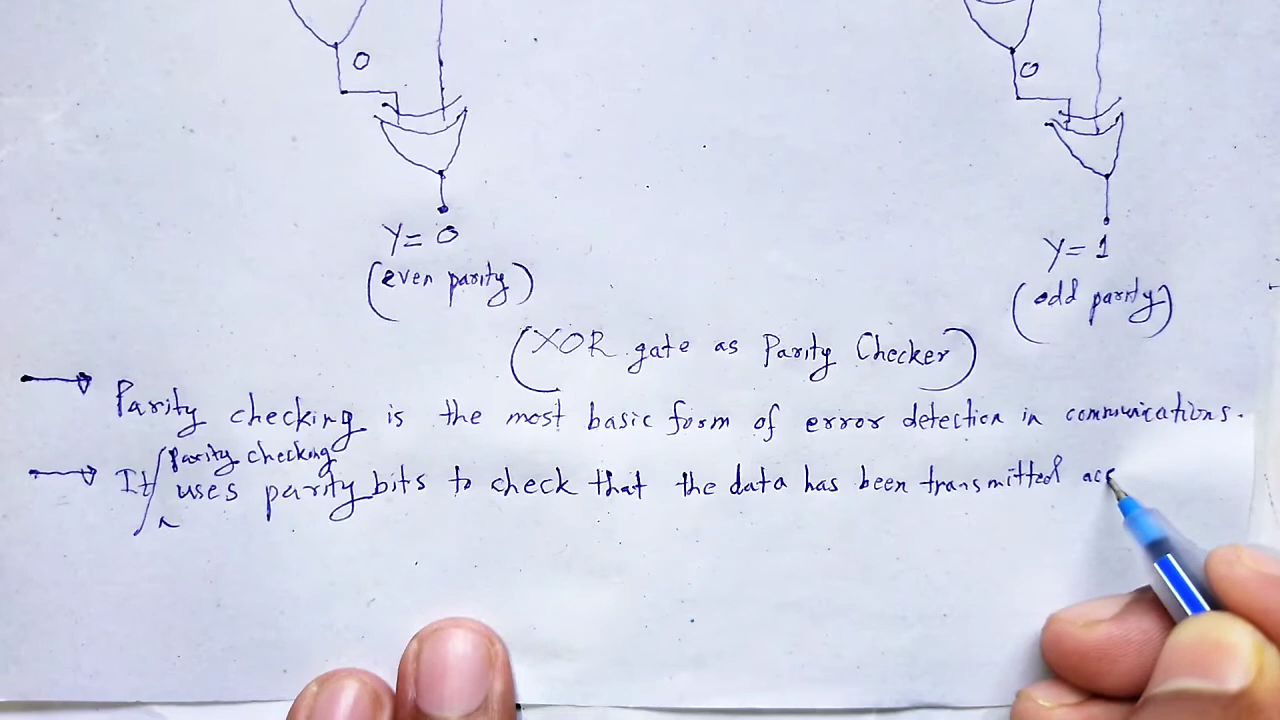 0
0
Y= 0
Y= 1
(even parity)
(odd parity)
(XOR gate as Parity Checker)
Parity checking is the most basic form of error detection in communications.
parity checking
It/ uses parity bits to check that the data has been transmitted acc